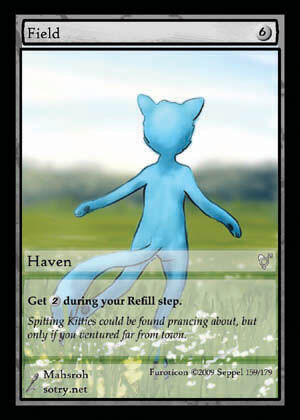 Field 6
Haven
Get 2 during your Refill step.
Spitting Kitties could be found prancing about, but
only if you ventured far from town.
Mahsroh
sotry.net
Furoticon ©2009 Seppel 159/179